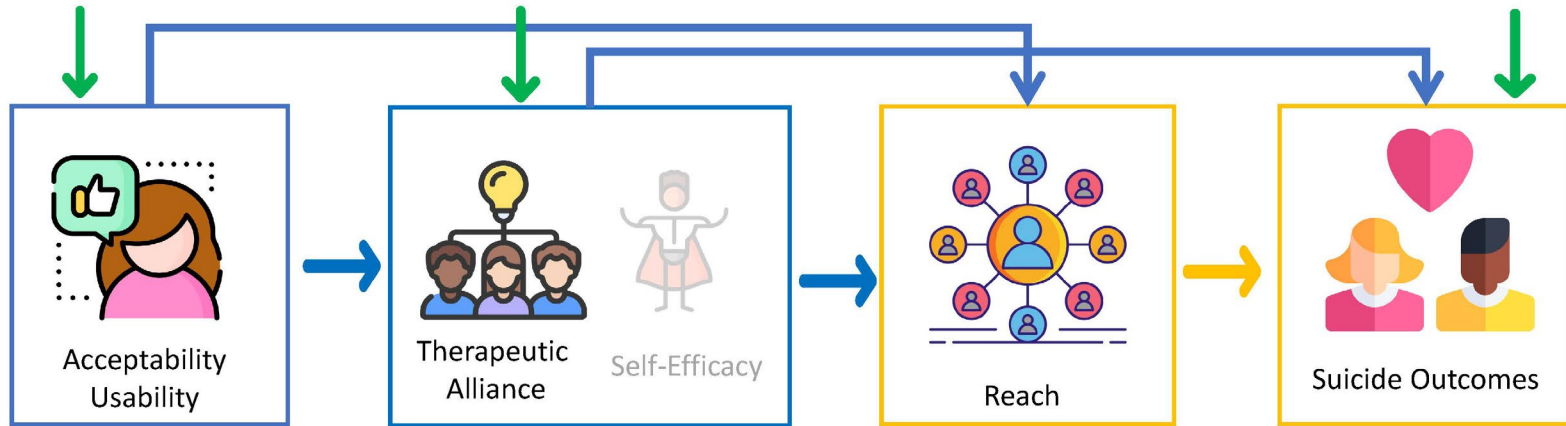 Acceptability
Usability
Therapeutic
Alliance
Self-Efficacy
Reach
Suicide Outcomes